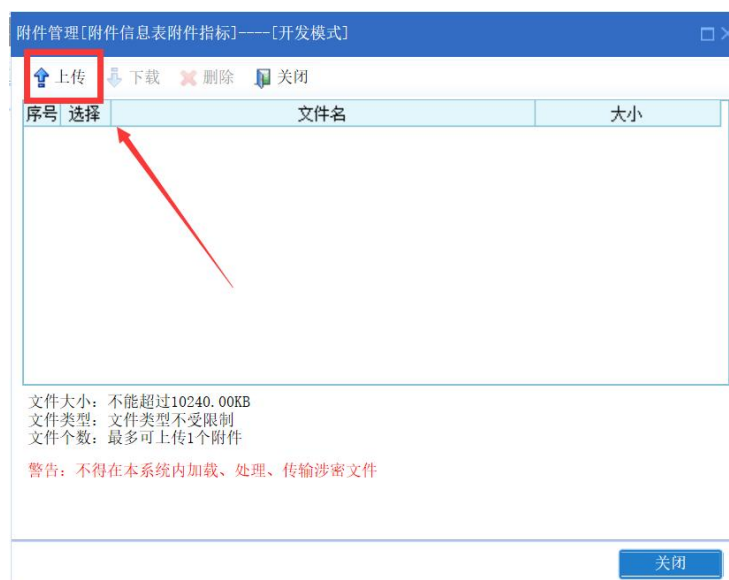 附件管理[附件信息表附件指标]----[开发模式]
上传 下载 删除 关闭
序号 选择 文件名 大小
文件大小：不能超过10240.00KB
文件类型：文件类型不受限制
文件个数：最多可上传1个附件
警告：不得在本系统内加载、处理、传输涉密文件
关闭